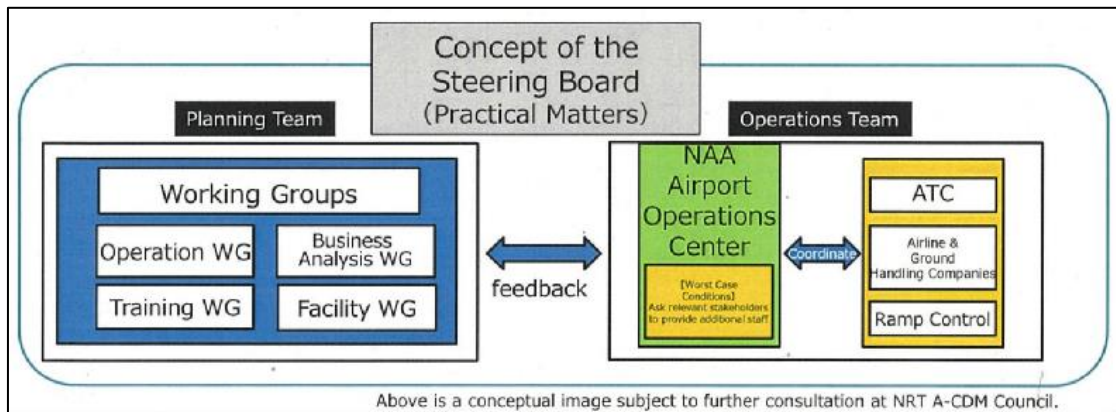 Concept of the
Steering Board
(Practical Matters)
Planning Team
Operations Team
Working Groups
Operation WG
Business
Analysis WG
Training WG
Facility WG
feedback
NAA
Airport
Operations
Center
【Worst Case
Conditions】
Ask relevant stakeholders
to provide additional staff
Coordinate
ATC
Airline &
Ground
Handling Companies
Ramp Control
Above is a conceptual image subject to further consultation at NRT A-CDM Council.